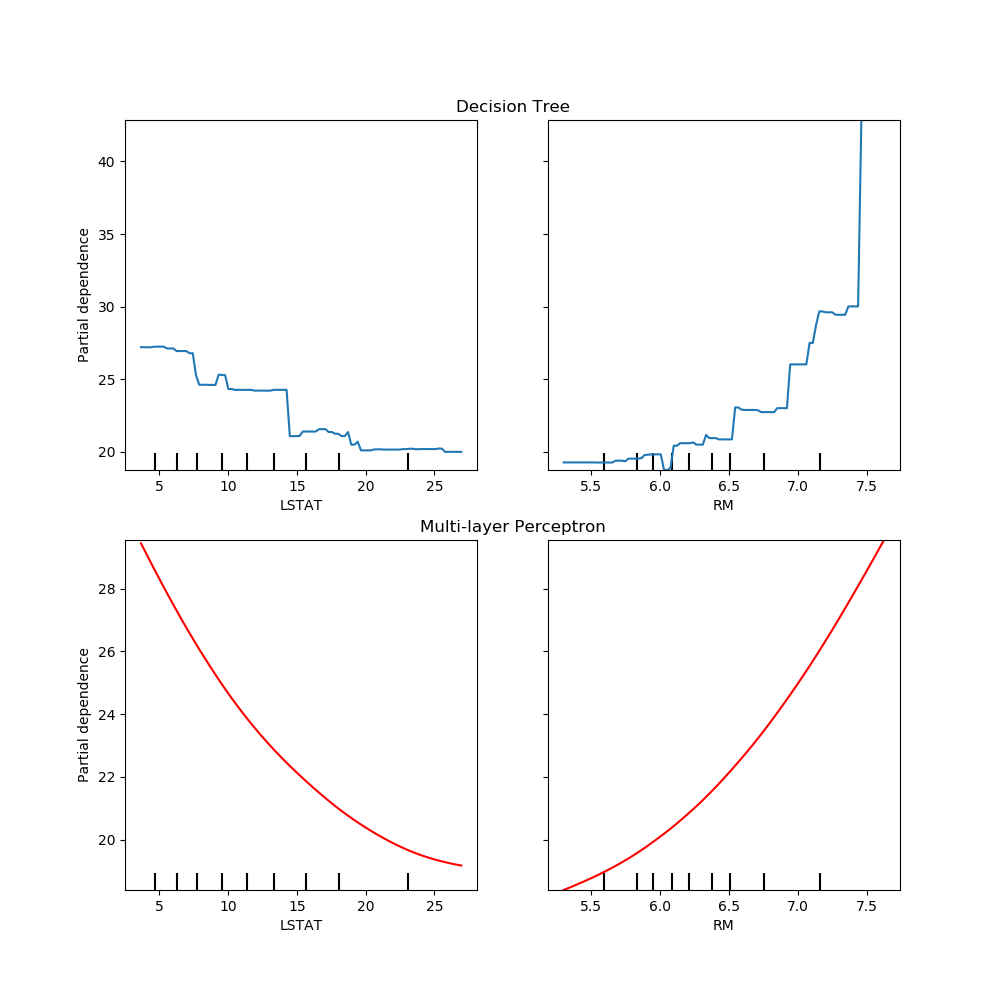 Decision Tree
Partial dependence
40
35
30
25
20
5 10 15 20 25
LSTAT
5.5 6.0 6.5 7.0 7.5
RM
Multi-layer Perceptron
Partial dependence
28
26
24
22
20
5 10 15 20 25
LSTAT
5.5 6.0 6.5 7.0 7.5
RM